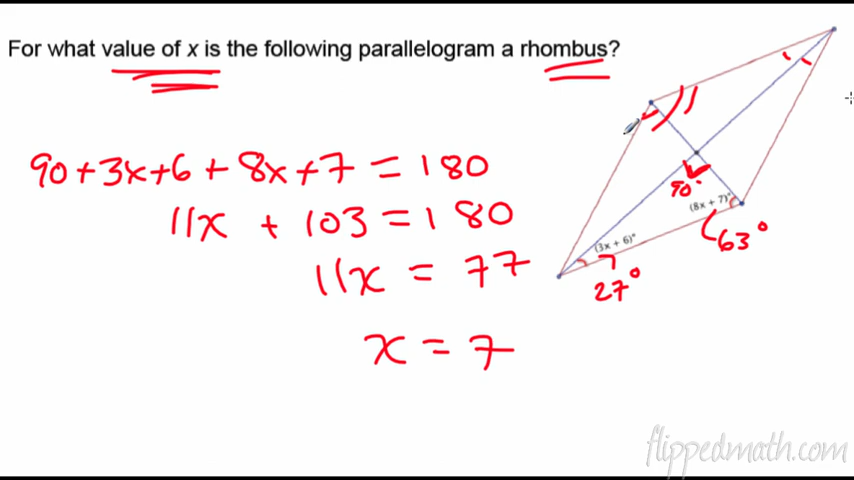 For what value of x is the following parallelogram a rhombus?
90+3x+6 + 8x+7 = 180
11x + 103 = 180
11x = 77
x = 7
90°
(8x + 7)°
63°
(3x + 6)°
27°
flippedmath.com